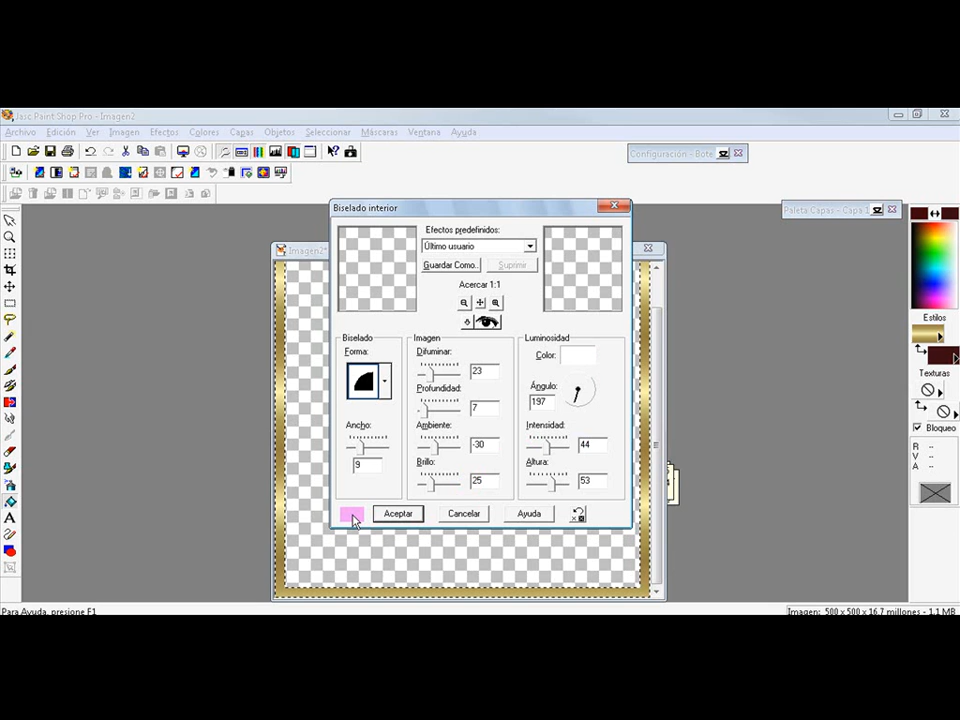 Jasc Paint Shop Pro - Imagen2
Archivo Edición Ver Imagen Efectos Colores Capas Objetos Seleccionar Máscaras Ventana Ayuda
Configuración - Bote
Paleta Capas - Capa 1
Imagen2*
Biselado interior
Efectos predefinidos:
Último usuario
Guardar Como.. Suprimir
Acercar 1:1
Biselado
Forma:
Ancho:
9
Imagen
Difuminar:
23
Profundidad:
7
Ambiente:
-30
Brillo:
25
Luminosidad
Color:
Ángulo:
197
Intensidad:
44
Altura:
53
Aceptar Cancelar Ayuda
Estilos
Texturas
Bloqueo
R --
V --
A --
Para Ayuda, presione F1
Imagen: 500 x 500 x 16.7 millones - 1.1 MB